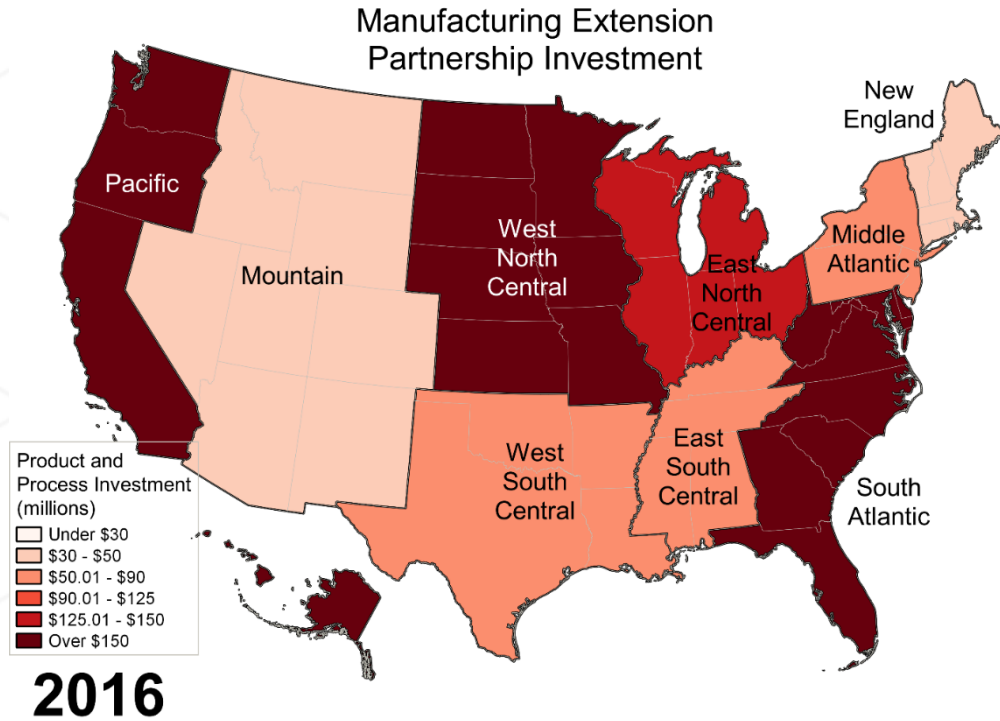 Manufacturing Extension
Partnership Investment
New
England
Pacific
West
North
Central
Middle
Atlantic
Mountain
East
North
Central
West
South
Central
East
South
Central
South
Atlantic
Product and
Process Investment
(millions)
Under $30
$30 - $50
$50.01 - $90
$90.01 - $125
$125.01 - $150
Over $150
2016